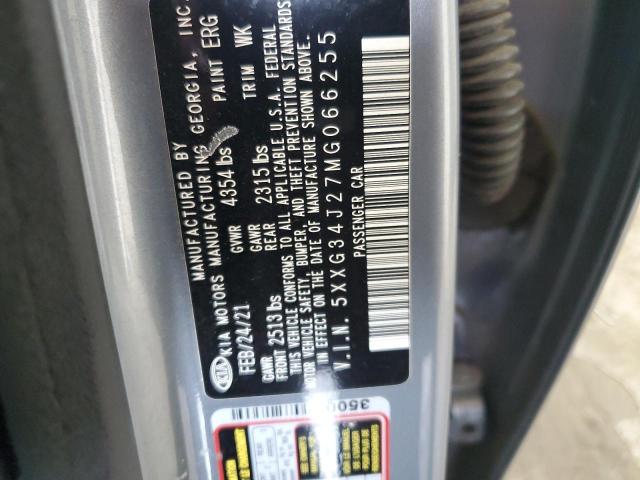 KIA MANUFACTURED BY
KIA MOTORS MANUFACTURING GEORGIA, INC.
FEB/24/21 GVWR 4354 lbs PAINT ERG
GAWR FRONT 2513 lbs GAWR REAR 2315 lbs TRIM WK
THIS VEHICLE CONFORMS TO ALL APPLICABLE U.S.A. FEDERAL
MOTOR VEHICLE SAFETY, BUMPER, AND THEFT PREVENTION STANDARDS
IN EFFECT ON THE DATE OF MANUFACTURE SHOWN ABOVE.
V.I.N. 5XXG34J27MG066255
PASSENGER CAR